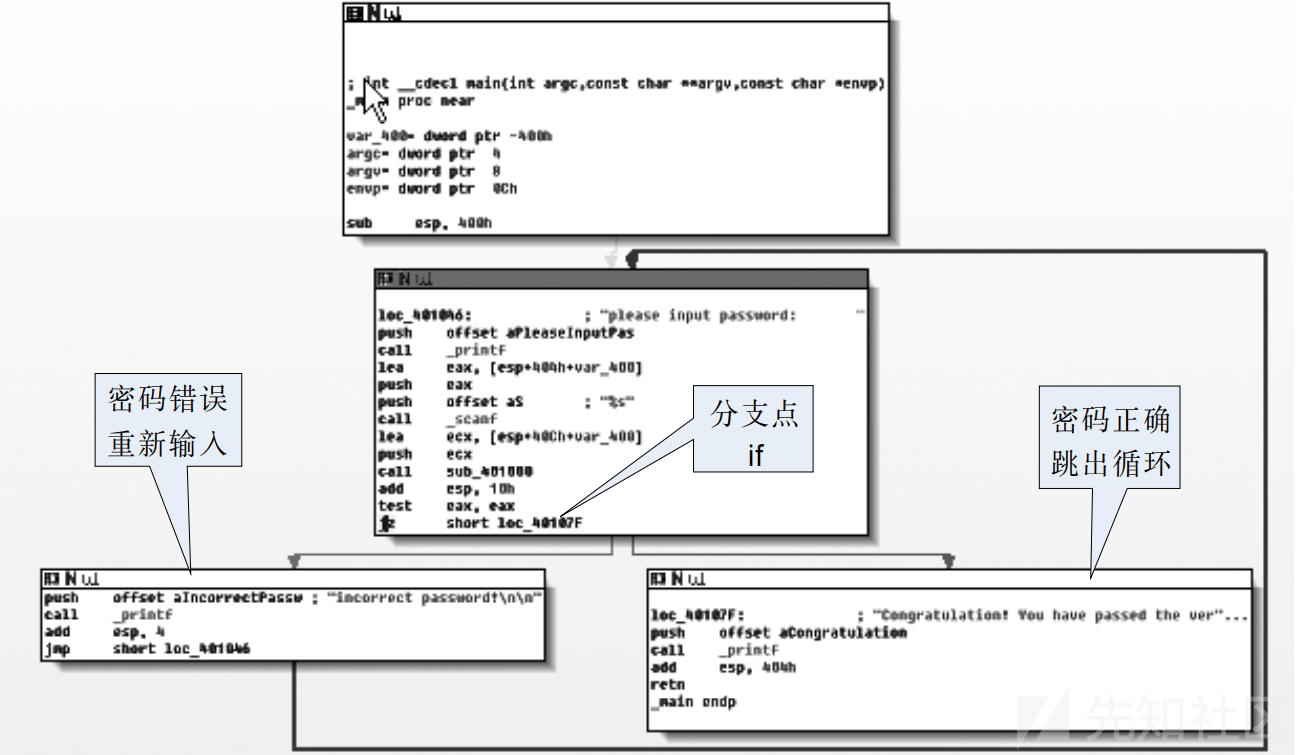 ; int __cdecl main(int argc,const char **argv,const char *envp)
_main proc near
var_400= dword ptr -400h
argc= dword ptr 4
argv= dword ptr 8
envp= dword ptr 0Ch
sub esp, 400h
loc_401046: ; "please input password: "
push offset aPleaseInputPas
call _printf
lea eax, [esp+404h+var_400]
push eax
push offset aS ; "%s"
call _scanf
lea ecx, [esp+40Ch+var_400]
push ecx
call sub_401000
add esp, 10h
test eax, eax
jz short loc_40107F
密码错误
重新输入
分支点
if
密码正确
跳出循环
push offset aIncorrectPassw ; "incorrect password!\n\n"
call _printf
add esp, 4
jmp short loc_401046
loc_40107F: ; "Congratulation! You have passed the ver"...
push offset aCongratulation
call _printf
add esp, 404h
retn
_main endp
先知社区